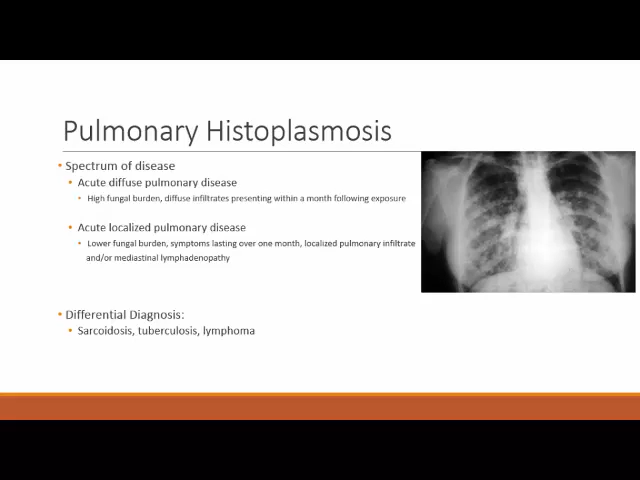 Pulmonary Histoplasmosis
• Spectrum of disease
• Acute diffuse pulmonary disease
• High fungal burden, diffuse infiltrates presenting within a month following exposure
• Acute localized pulmonary disease
• Lower fungal burden, symptoms lasting over one month, localized pulmonary infiltrate
and/or mediastinal lymphadenopathy
• Differential Diagnosis:
• Sarcoidosis, tuberculosis, lymphoma